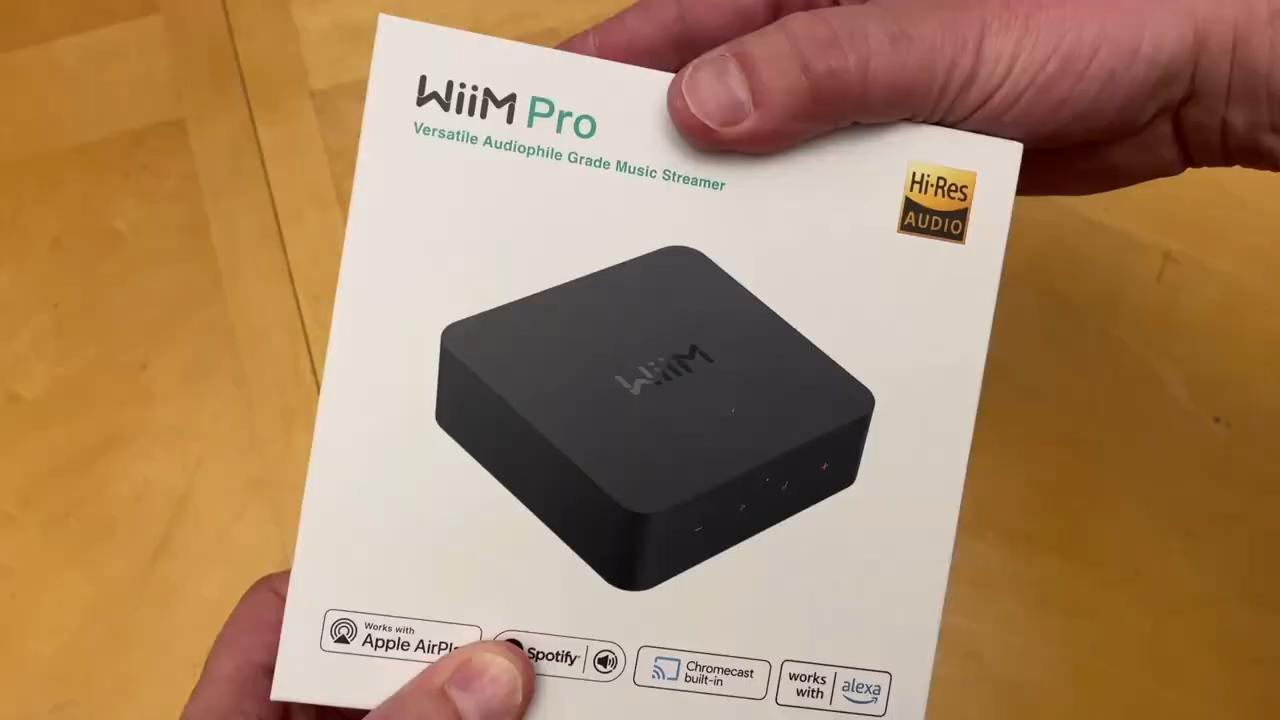 WiiM Pro
Versatile Audiophile Grade Music Streamer
Hi-Res
AUDIO
WiiM
Works with
Apple
Spotify
Chromecast
built-in
works
with
alexa